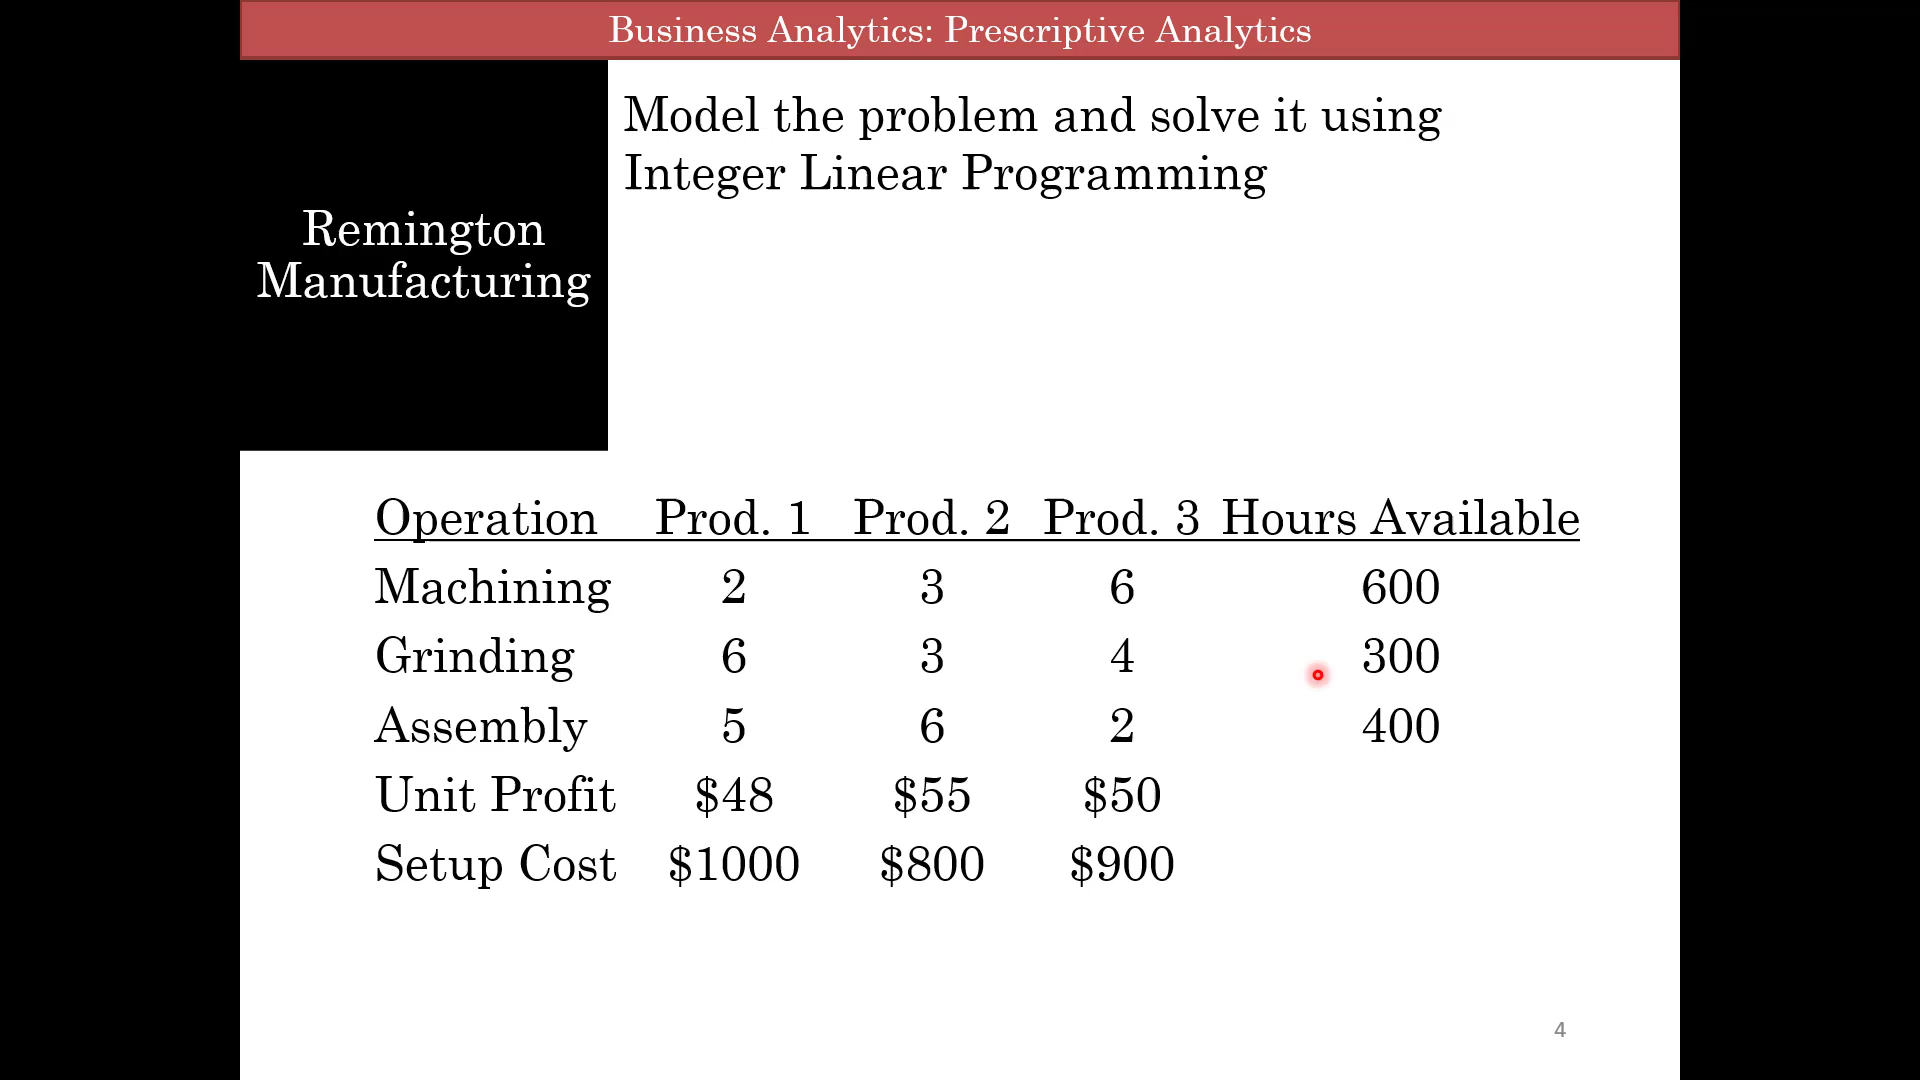 Business Analytics: Prescriptive Analytics
Remington
Manufacturing
Model the problem and solve it using
Integer Linear Programming
Operation Prod. 1 Prod. 2 Prod. 3 Hours Available
Machining 2 3 6 600
Grinding 6 3 4 300
Assembly 5 6 2 400
Unit Profit $48 $55 $50
Setup Cost $1000 $800 $900
4